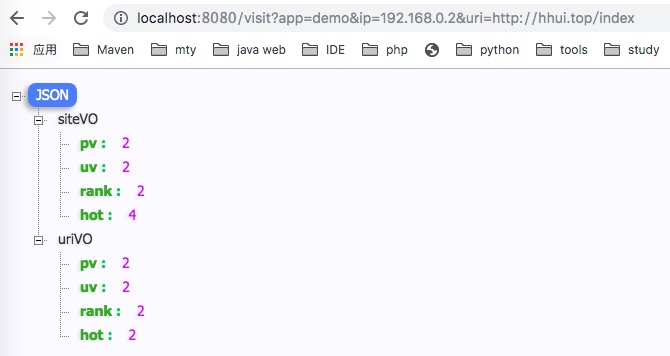 localhost:8080/visit?app=demo&ip=192.168.0.2&uri=http://hhui.top/index
应用 Maven mty java web IDE php python tools study
JSON
siteVO
pv : 2
uv : 2
rank : 2
hot : 4
uriVO
pv : 2
uv : 2
rank : 2
hot : 2